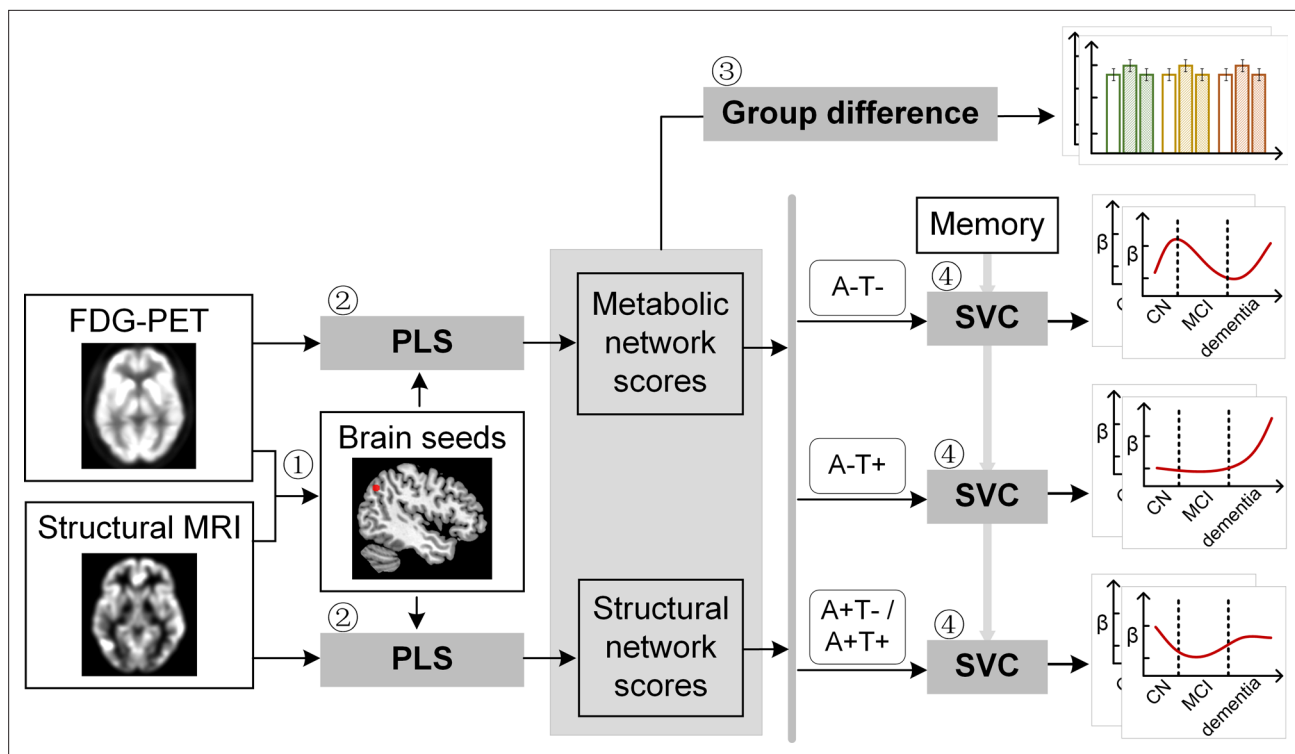 ③
Group difference
Memory
β
β
CN
MCI
dementia
A-T-
④
SVC
FDG-PET
②
PLS
Metabolic
network
scores
①
Brain seeds
β
β
CN
MCI
dementia
A-T+
④
SVC
Structural MRI
②
PLS
Structural
network
scores
A+T- /
A+T+
④
SVC
β
β
CN
MCI
dementia